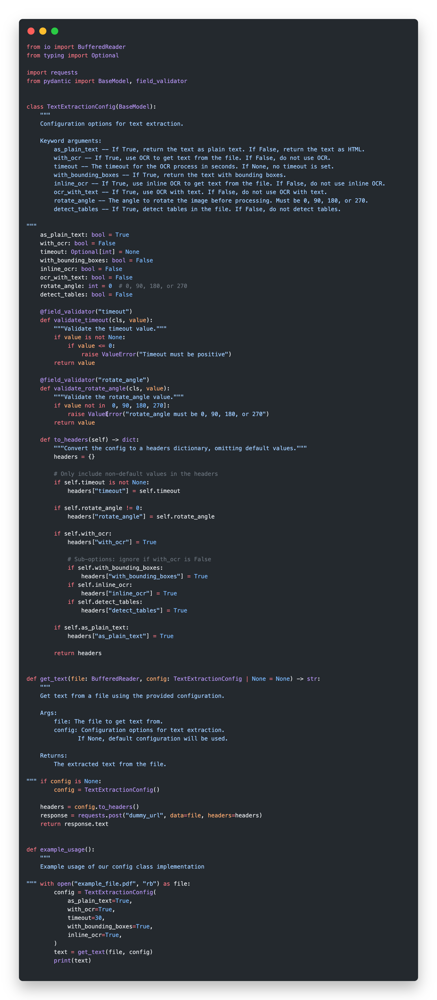 from io import BufferedReader
from typing import Optional

import requests
from pydantic import BaseModel, field_validator


class TextExtractionConfig(BaseModel):
    """
    Configuration options for text extraction.

    Keyword arguments:
        as_plain_text -- If True, return the text as plain text. If False, return the text as HTML.
        with_ocr -- If True, use OCR to get text from the file. If False, do not use OCR.
        timeout -- The timeout for the OCR process in seconds. If None, no timeout is set.
        with_bounding_boxes -- If True, return the text with bounding boxes.
        inline_ocr -- If True, use inline OCR to get text from the file. If False, do not use inline OCR.
        ocr_with_text -- If True, use OCR with text. If False, do not use OCR with text.
        rotate_angle -- The angle to rotate the image before processing. Must be 0, 90, 180, or 270.
        detect_tables -- If True, detect tables in the file. If False, do not detect tables.

"""
    as_plain_text: bool = True
    with_ocr: bool = False
    timeout: Optional[int] = None
    with_bounding_boxes: bool = False
    inline_ocr: bool = False
    ocr_with_text: bool = False
    rotate_angle: int = 0  # 0, 90, 180, or 270
    detect_tables: bool = False

    @field_validator("timeout")
    def validate_timeout(cls, value):
        """Validate the timeout value."""
        if value is not None:
            if value <= 0:
                raise ValueError("Timeout must be positive")
        return value

    @field_validator("rotate_angle")
    def validate_rotate_angle(cls, value):
        """Validate the rotate_angle value."""
        if value not in  0, 90, 180, 270]:
            raise ValueError("rotate_angle must be 0, 90, 180, or 270")
        return value

    def to_headers(self) -> dict:
        """Convert the config to a headers dictionary, omitting default values."""
        headers = {}

        # Only include non-default values in the headers
        if self.timeout is not None:
            headers["timeout"] = self.timeout

        if self.rotate_angle != 0:
            headers["rotate_angle"] = self.rotate_angle

        if self.with_ocr:
            headers["with_ocr"] = True

            # Sub-options: ignore if with_ocr is False
            if self.with_bounding_boxes:
                headers["with_bounding_boxes"] = True
            if self.inline_ocr:
                headers["inline_ocr"] = True
            if self.detect_tables:
                headers["detect_tables"] = True

        if self.as_plain_text:
            headers["as_plain_text"] = True

        return headers


def get_text(file: BufferedReader, config: TextExtractionConfig | None = None) -> str:
    """
    Get text from a file using the provided configuration.

    Args:
        file: The file to get text from.
        config: Configuration options for text extraction.
               If None, default configuration will be used.

    Returns:
        The extracted text from the file.

""" if config is None:
        config = TextExtractionConfig()

    headers = config.to_headers()
    response = requests.post("dummy_url", data=file, headers=headers)
    return response.text


def example_usage():
    """
    Example usage of our config class implementation

""" with open("example_file.pdf", "rb") as file:
        config = TextExtractionConfig(
            as_plain_text=True,
            with_ocr=True,
            timeout=30,
            with_bounding_boxes=True,
            inline_ocr=True,
        )
        text = get_text(file, config)
        print(text)